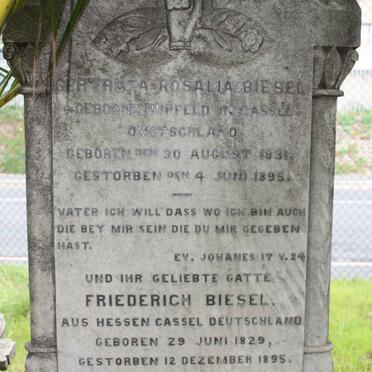 GERTRUTA ROSALIA BIESEL
GEBORNE HUPFELD IN CASSEL
DEUTSCHLAND
GEBOREN DEN 30 AUGUST 1831.
GESTORBEN DEN 4 JUNI 1895.
VATER ICH WILL DASS WO ICH BIN AUCH
DIE BEY MIR SEIN DIE DU MIR GEGEBEN
HAST.
EV. JOHANES 17 V. 24
UND IHR GELIEBTE GATTE
FRIEDERICH BIESEL.
AUS HESSEN CASSEL DEUTSCHLAND
GEBOREN 29 JUNI 1829,
GESTORBEN 12 DEZEMBER 1895.